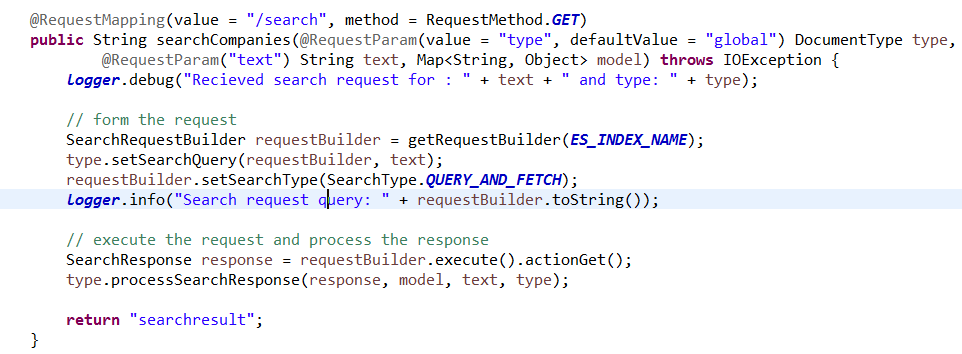 @RequestMapping(value = "/search", method = RequestMethod.GET)
public String searchCompanies(@RequestParam(value = "type", defaultValue = "global") DocumentType type,
@RequestParam("text") String text, Map<String, Object> model) throws IOException {
Logger.debug("Recieved search request for : " + text + " and type: " + type);
// form the request
SearchRequestBuilder requestBuilder = getRequestBuilder(ES_INDEX_NAME);
type.setSearchQuery(requestBuilder, text);
requestBuilder.setSearchType(SearchType.QUERY_AND_FETCH);
Logger.info("Search request query: " + requestBuilder.toString());
// execute the request and process the response
SearchResponse response = requestBuilder.execute().actionGet();
type.processSearchResponse(response, model, text, type);
return "searchresult";
}